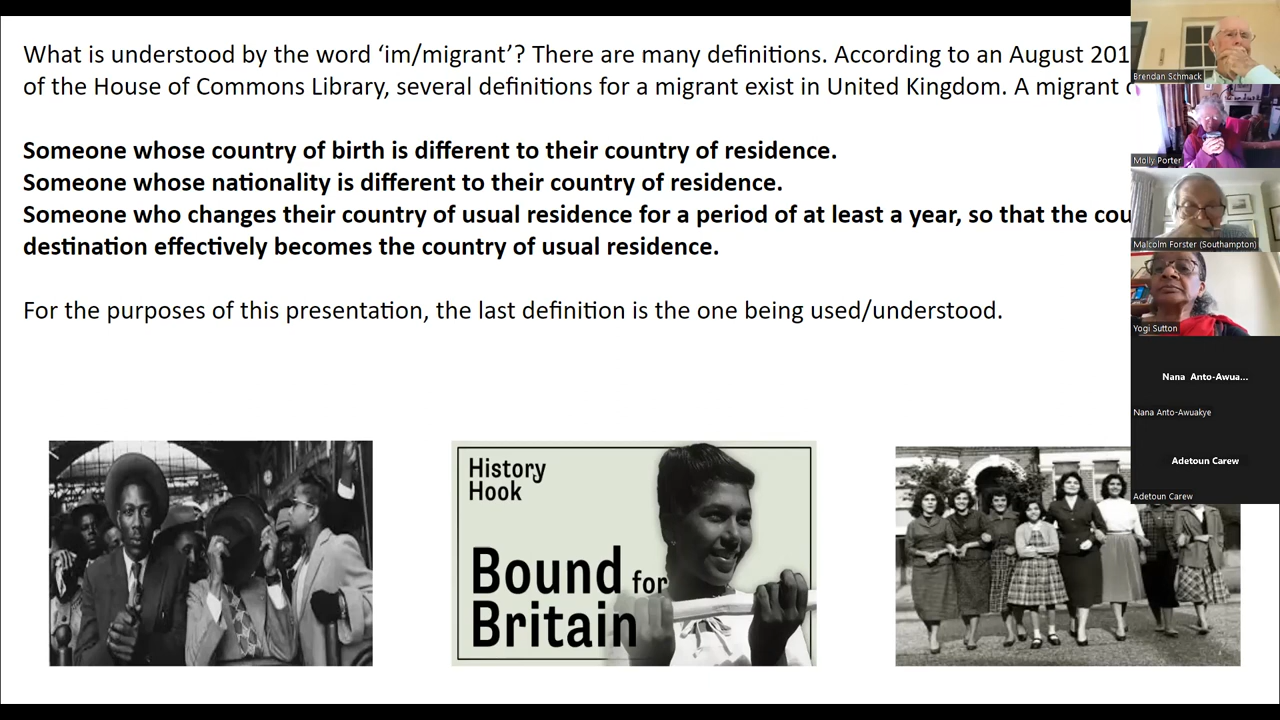 What is understood by the word ‘im/migrant’? There are many definitions. According to an August 201
of the House of Commons Library, several definitions for a migrant exist in United Kingdom. A migrant
Someone whose country of birth is different to their country of residence.
Someone whose nationality is different to their country of residence.
Someone who changes their country of usual residence for a period of at least a year, so that the cou
destination effectively becomes the country of usual residence.
For the purposes of this presentation, the last definition is the one being used/understood.
History
Hook
Bound for
Britain
Brendan Schmack
Molly Porter
Malcolm Forster (Southampton)
Yogi Sutton
Nana Anto-Awua...
Nana Anto-Awuakye
Adetoun Carew
Adetoun Carew